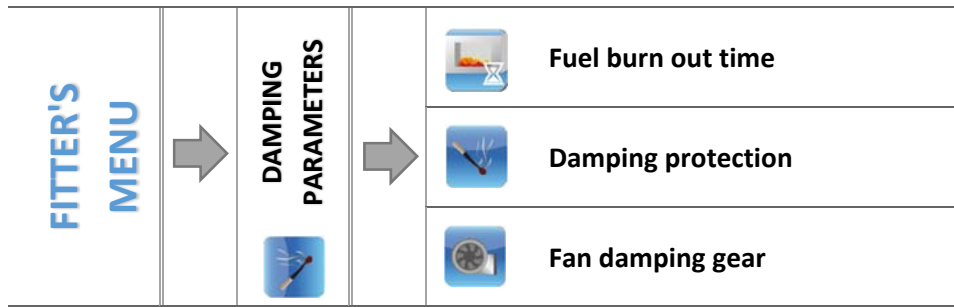 FITTER'S
MENU
DAMPING
PARAMETERS
Fuel burn out time
Damping protection
Fan damping gear